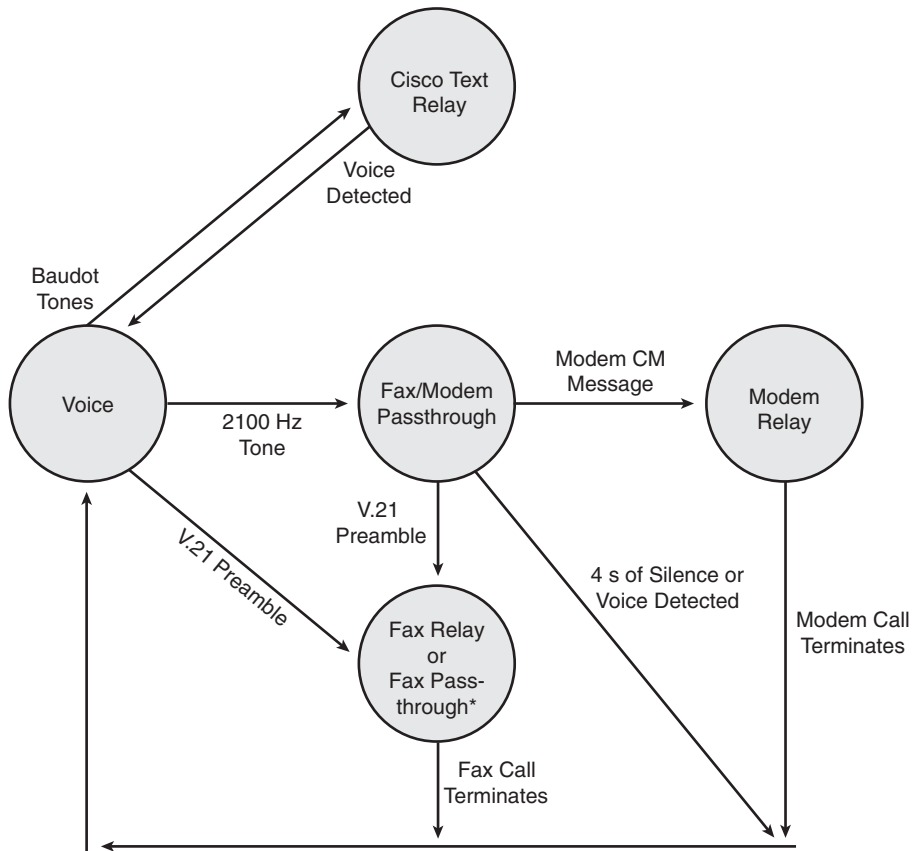 Cisco Text
Relay
Voice
Detected
Baudot
Tones
Voice
2100 Hz
Tone
Fax/Modem
Passthrough
Modem CM
Message
Modem
Relay
V.21 Preamble
V.21
Preamble
4 s of Silence or
Voice Detected
Modem Call
Terminates
Fax Relay
or
Fax Pass-
through*
Fax Call
Terminates